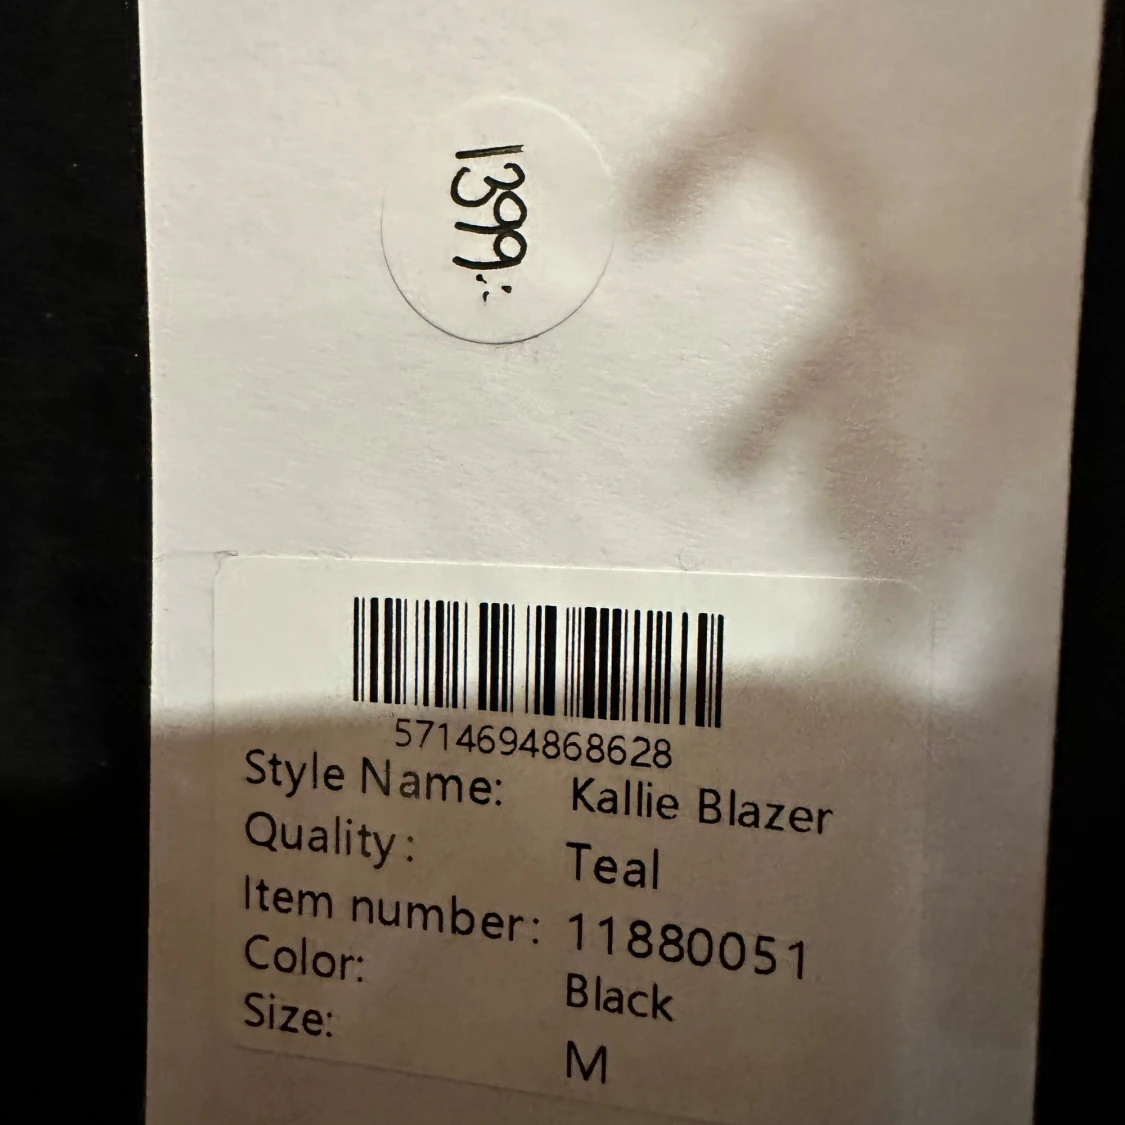 1399.-
5714694868628
Style Name: Kallie Blazer
Quality: Teal
Item number: 11880051
Color: Black
Size: M